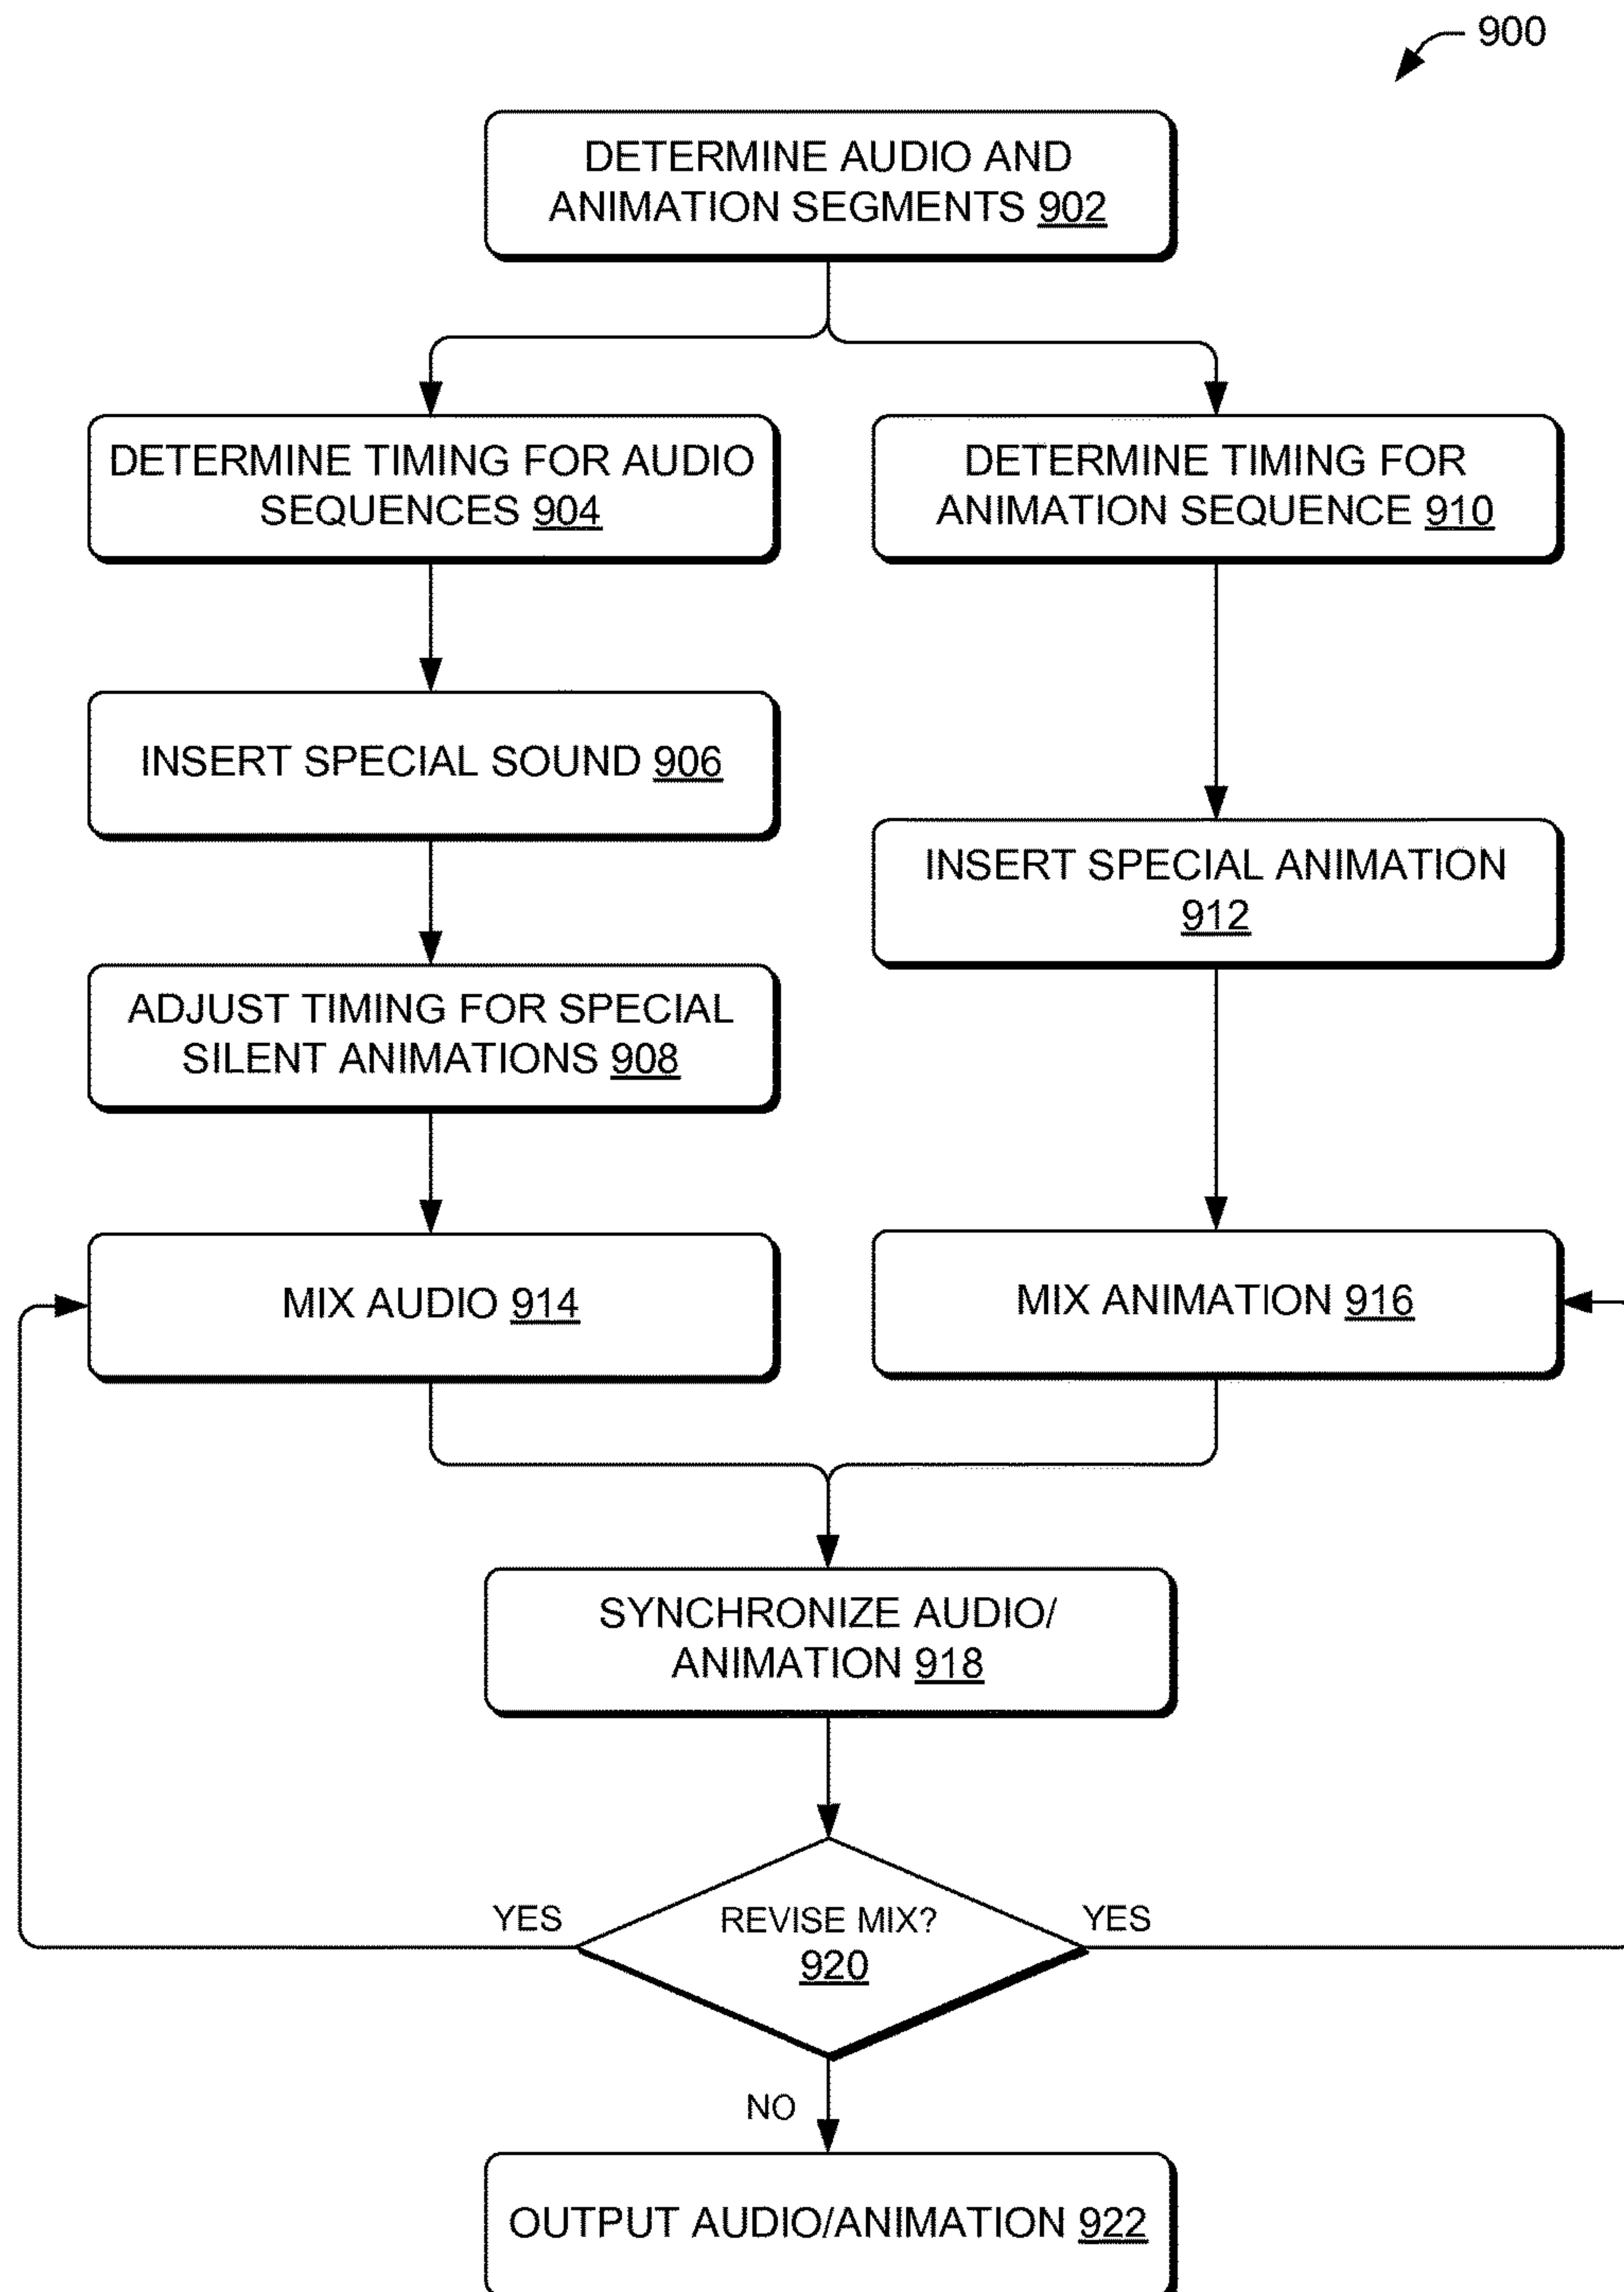 900
DETERMINE AUDIO AND
ANIMATION SEGMENTS 902
DETERMINE TIMING FOR AUDIO
SEQUENCES 904
DETERMINE TIMING FOR
ANIMATION SEQUENCE 910
INSERT SPECIAL SOUND 906
INSERT SPECIAL ANIMATION
912
ADJUST TIMING FOR SPECIAL
SILENT ANIMATIONS 908
MIX AUDIO 914
MIX ANIMATION 916
SYNCHRONIZE AUDIO/
ANIMATION 918
YES
REVISE MIX?
920
YES
NO
OUTPUT AUDIO/ANIMATION 922